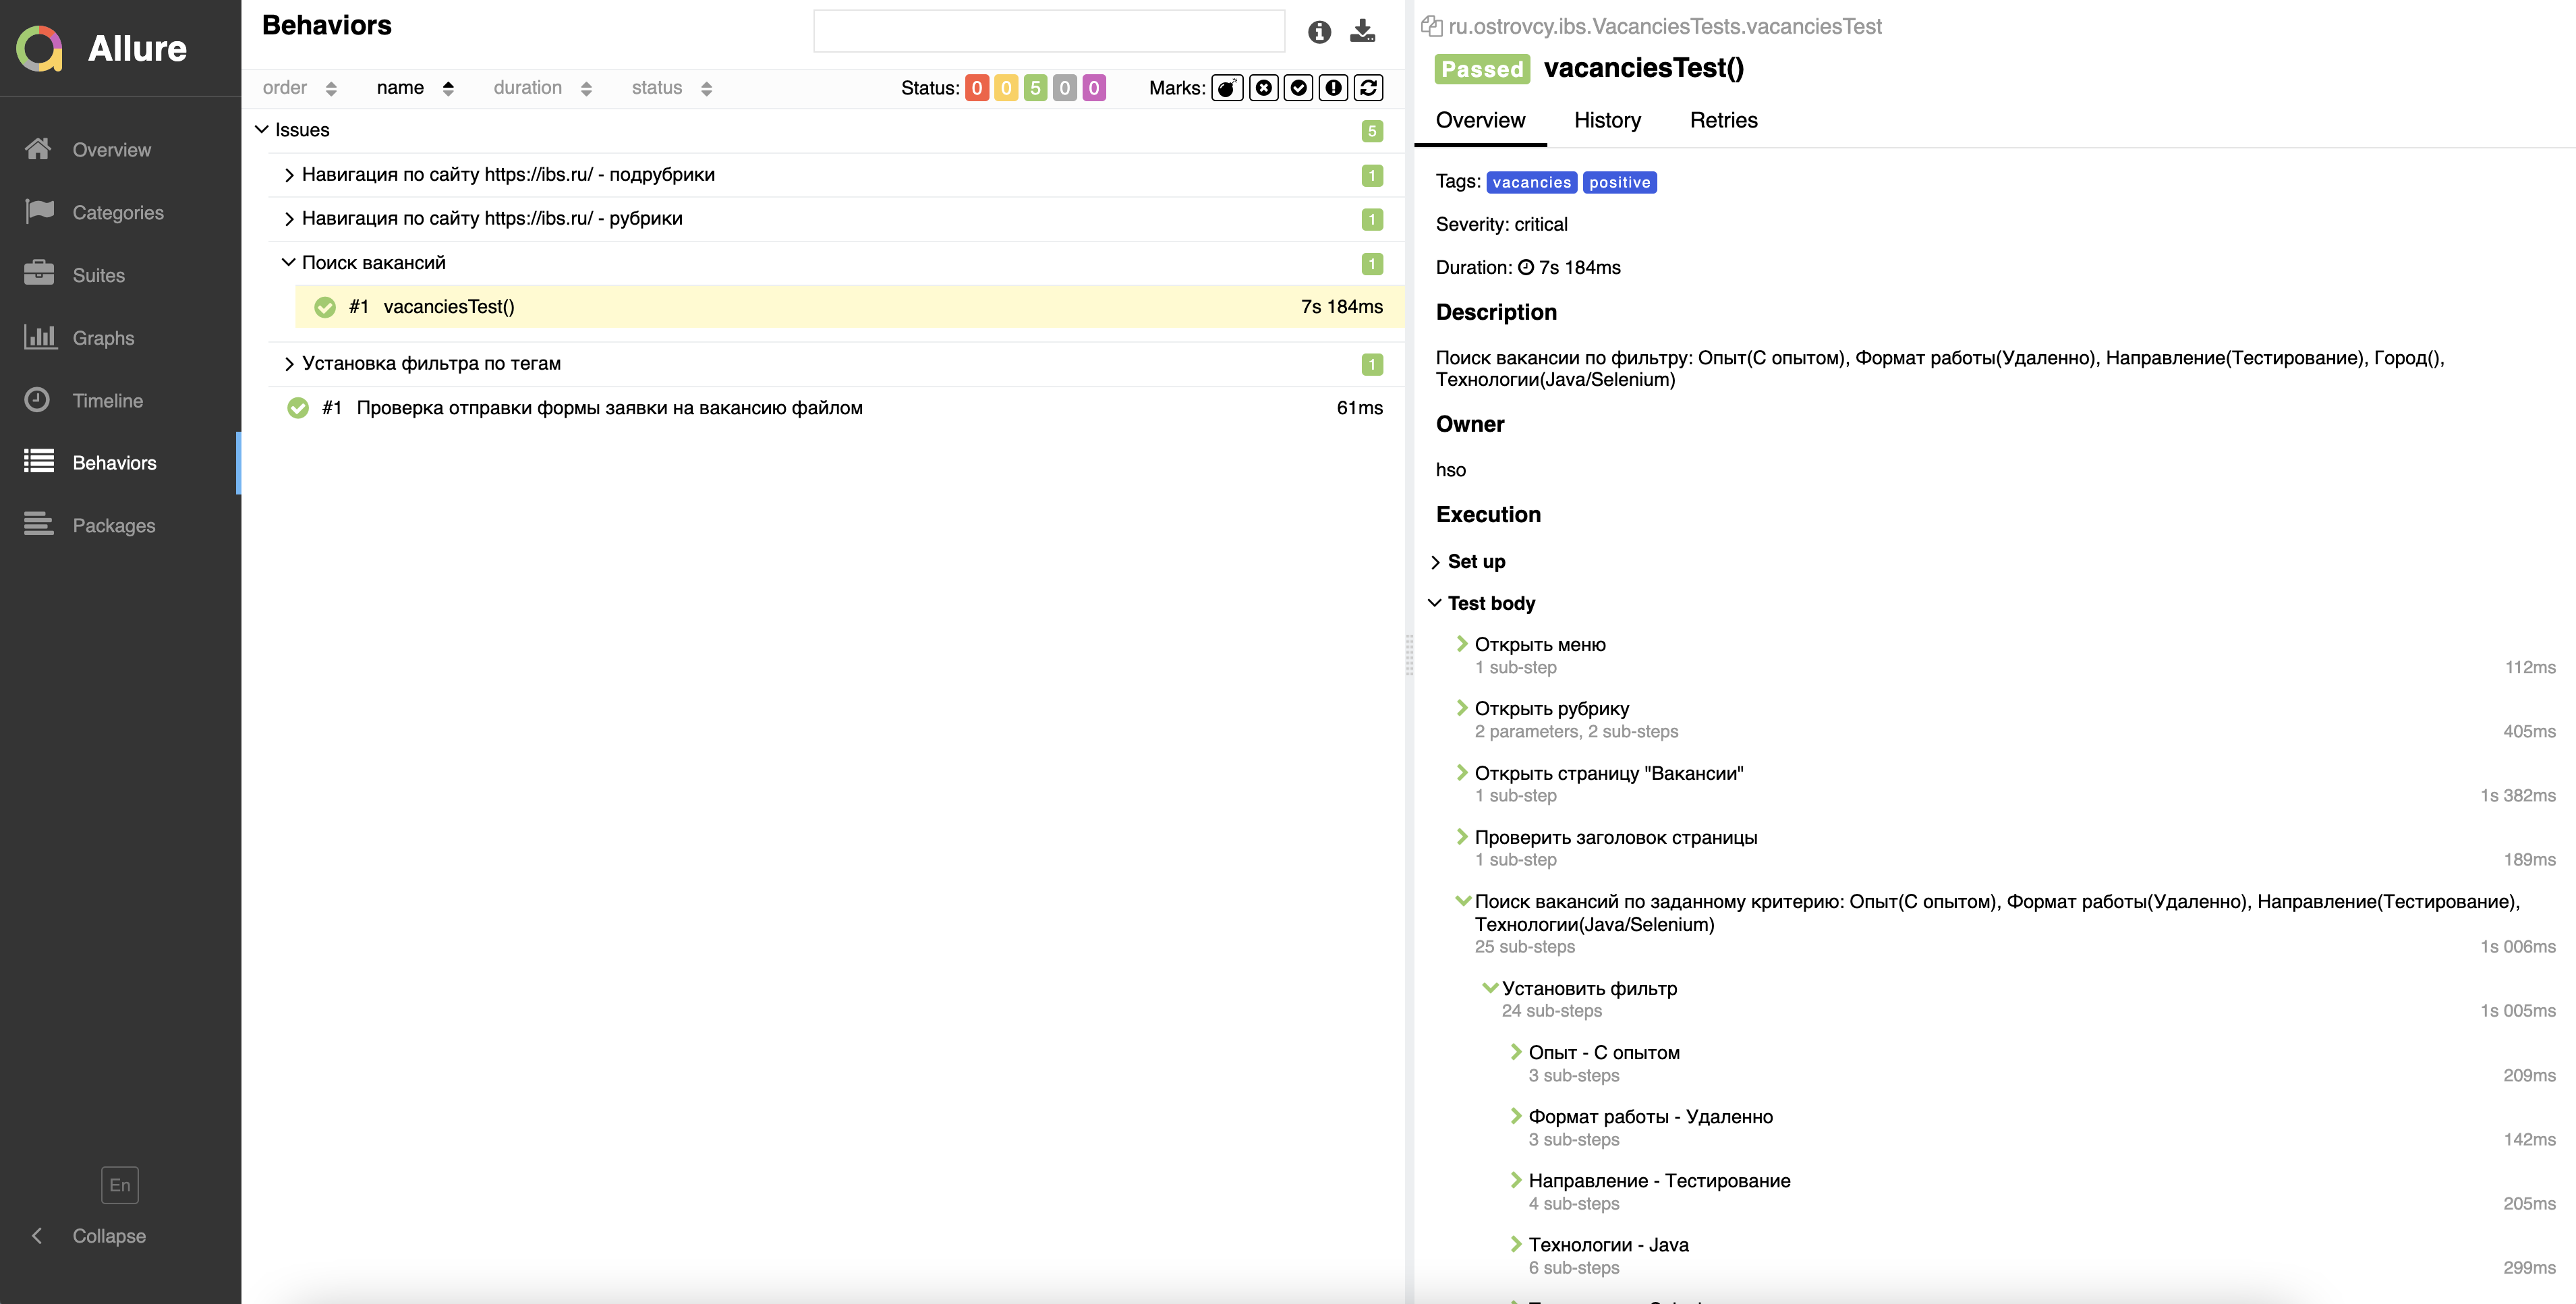 Allure
Overview
Categories
Suites
Graphs
Timeline
Behaviors
Packages
En
Collapse
Behaviors
order name duration status Status: 0 0 5 0 0 Marks:
Issues 5
Навигация по сайту https://ibs.ru/ - подрубрики 1
Навигация по сайту https://ibs.ru/ - рубрики 1
Поиск вакансий 1
#1 vacanciesTest() 7s 184ms
Установка фильтра по тегам 1
#1 Проверка отправки формы заявки на вакансию файлом 61ms
ru.ostrovcy.ibs.VacanciesTests.vacanciesTest
Passed vacanciesTest()
Overview History Retries
Tags: vacancies positive
Severity: critical
Duration: 7s 184ms
Description
Поиск вакансии по фильтру: Опыт(С опытом), Формат работы(Удаленно), Направление(Тестирование), Город(),
Технологии(Java/Selenium)
Owner
hso
Execution
Set up
Test body
Открыть меню
1 sub-step 112ms
Открыть рубрику
2 parameters, 2 sub-steps 405ms
Открыть страницу "Вакансии"
1 sub-step 1s 382ms
Проверить заголовок страницы
1 sub-step 189ms
Поиск вакансий по заданному критерию: Опыт(С опытом), Формат работы(Удаленно), Направление(Тестирование),
Технологии(Java/Selenium)
25 sub-steps 1s 006ms
Установить фильтр
24 sub-steps 1s 005ms
Опыт - С опытом
3 sub-steps 209ms
Формат работы - Удаленно
3 sub-steps 142ms
Направление - Тестирование
4 sub-steps 205ms
Технологии - Java
6 sub-steps 299ms